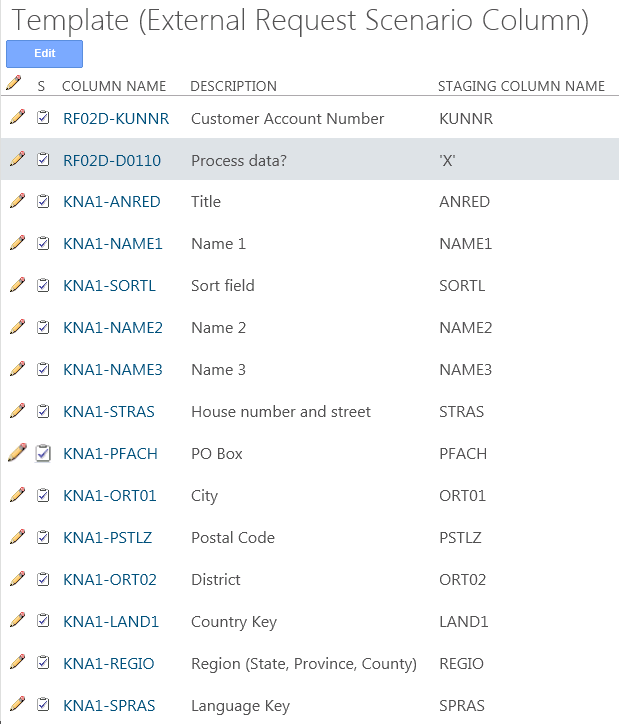 Template (External Request Scenario Column)
Edit
S COLUMN NAME DESCRIPTION STAGING COLUMN NAME
RF02D-KUNNR Customer Account Number KUNNR
RF02D-D0110 Process data? 'X'
KNA1-ANRED Title ANRED
KNA1-NAME1 Name 1 NAME1
KNA1-SORTL Sort field SORTL
KNA1-NAME2 Name 2 NAME2
KNA1-NAME3 Name 3 NAME3
KNA1-STRAS House number and street STRAS
KNA1-PFACH PO Box PFACH
KNA1-ORT01 City ORT01
KNA1-PSTLZ Postal Code PSTLZ
KNA1-ORT02 District ORT02
KNA1-LAND1 Country Key LAND1
KNA1-REGIO Region (State, Province, County) REGIO
KNA1-SPRAS Language Key SPRAS